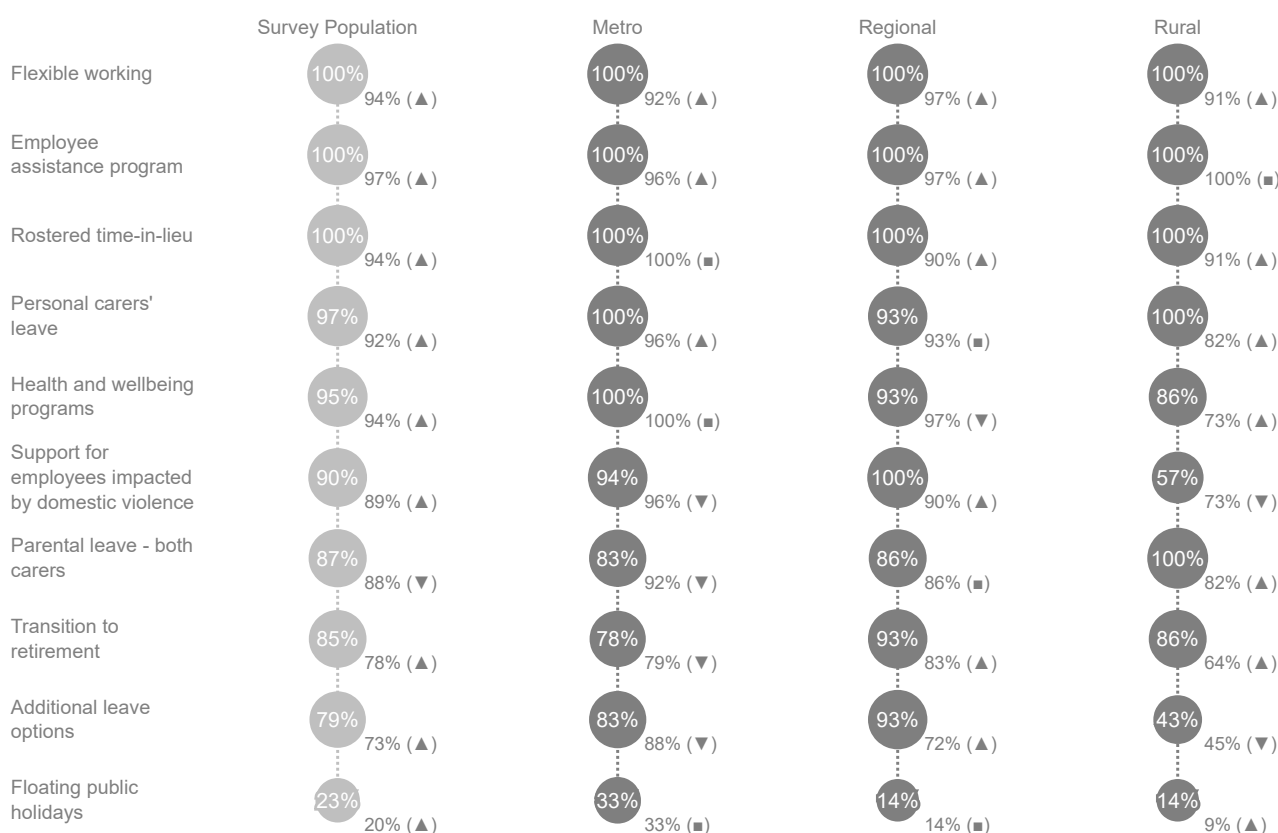 Survey Population Metro Regional Rural
Flexible working 100% 100% 100% 100%
94% (▲) 92% (▲) 97% (▲) 91% (▲)
Employee
assistance program 100% 100% 100% 100%
97% (▲) 96% (▲) 97% (▲) 100% (■)
Rostered time-in-lieu 100% 100% 100% 100%
94% (▲) 100% (■) 90% (▲) 91% (▲)
Personal carers'
leave 97% 100% 93% 100%
92% (▲) 96% (▲) 93% (■) 82% (▲)
Health and wellbeing
programs 95% 100% 93% 86%
94% (▲) 100% (■) 97% (▼) 73% (▲)
Support for
employees impacted 90% 94% 100% 57%
by domestic violence 89% (▲) 96% (▼) 90% (▲) 73% (▼)
Parental leave - both
carers 87% 83% 86% 100%
88% (▼) 92% (▼) 86% (■) 82% (▲)
Transition to
retirement 85% 78% 93% 86%
78% (▲) 79% (▼) 83% (▲) 64% (▲)
Additional leave
options 79% 83% 93% 43%
73% (▲) 88% (▼) 72% (▲) 45% (▼)
Floating public
holidays 23% 33% 14% 14%
20% (▲) 33% (■) 14% (■) 9% (▲)